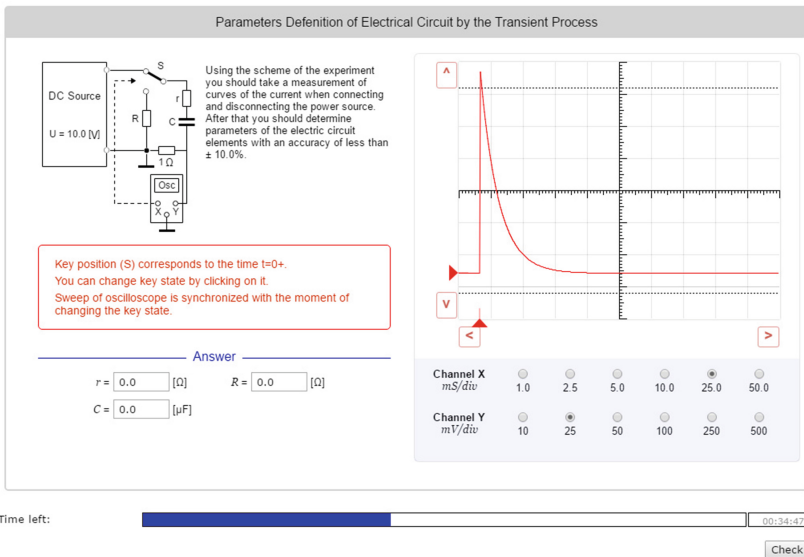 Parameters Defenition of Electrical Circuit by the Transient Process
S
DC Source
U = 10.0 [V]
r
R
C
1 Ω
Osc
X
Y
Using the scheme of the experiment
you should take a measurement of
curves of the current when connecting
and disconnecting the power source.
After that you should determine
parameters of the electric circuit
elements with an accuracy of less than
± 10.0%.
Key position (S) corresponds to the time t=0+.
You can change key state by clicking on it.
Sweep of oscilloscope is synchronized with the moment of
changing the key state.
Answer
r = 0.0 [Ω] R = 0.0 [Ω]
C = 0.0 [μF]
^
v
< >
Channel X
mS/div 1.0 2.5 5.0 10.0 25.0 50.0
Channel Y
mV/div 10 25 50 100 250 500
Time left:
00:34:47
Check